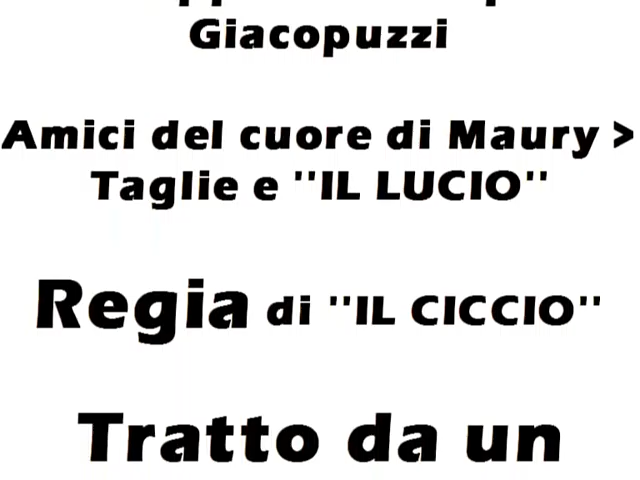 Giacopuzzi
Amici del cuore di Maury >
Taglie e "IL LUCIO"
Regia di "IL CICCIO"
Tratto da un